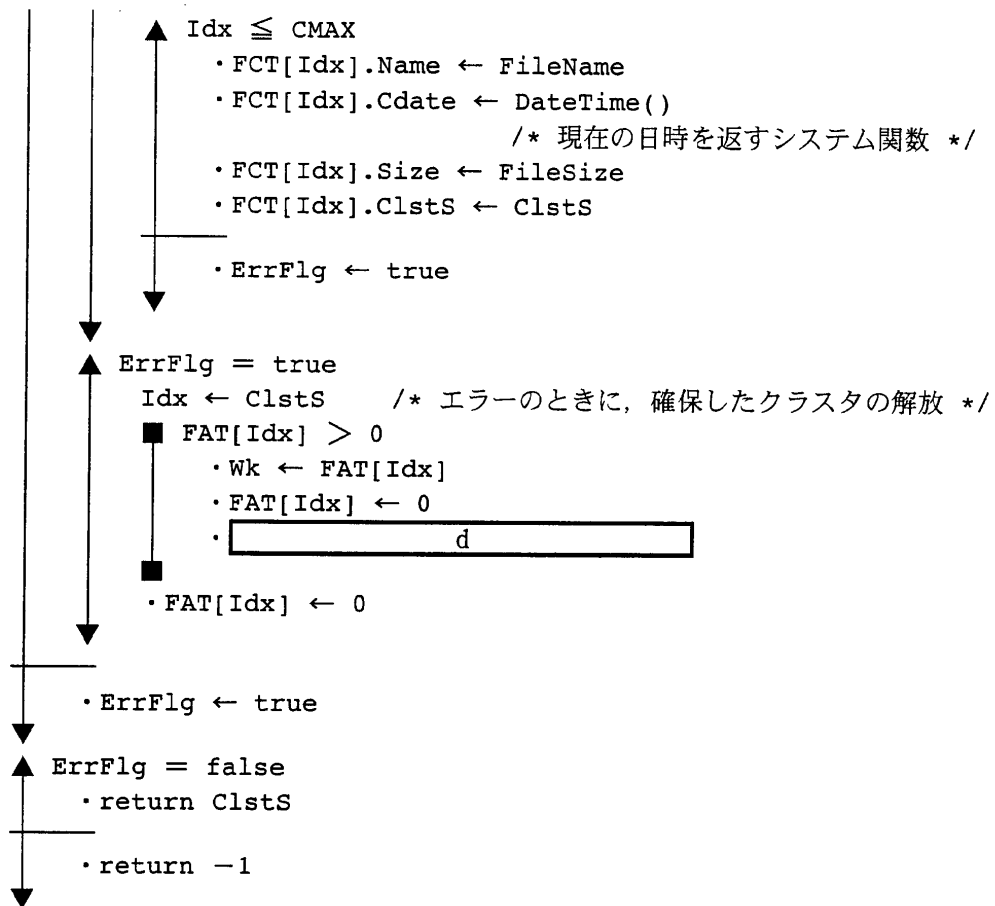 Idx ≦ CMAX
・FCT[Idx].Name ← FileName
・FCT[Idx].Cdate ← DateTime()
/* 現在の日時を返すシステム関数 */
・FCT[Idx].Size ← FileSize
・FCT[Idx].ClstS ← ClstS
・ErrFlg ← true
ErrFlg = true
Idx ← ClstS /* エラーのときに，確保したクラスタの解放 */
FAT[Idx] > 0
・Wk ← FAT[Idx]
・FAT[Idx] ← 0
・ d
・FAT[Idx] ← 0
・ErrFlg ← true
ErrFlg = false
・return ClstS
・return −1